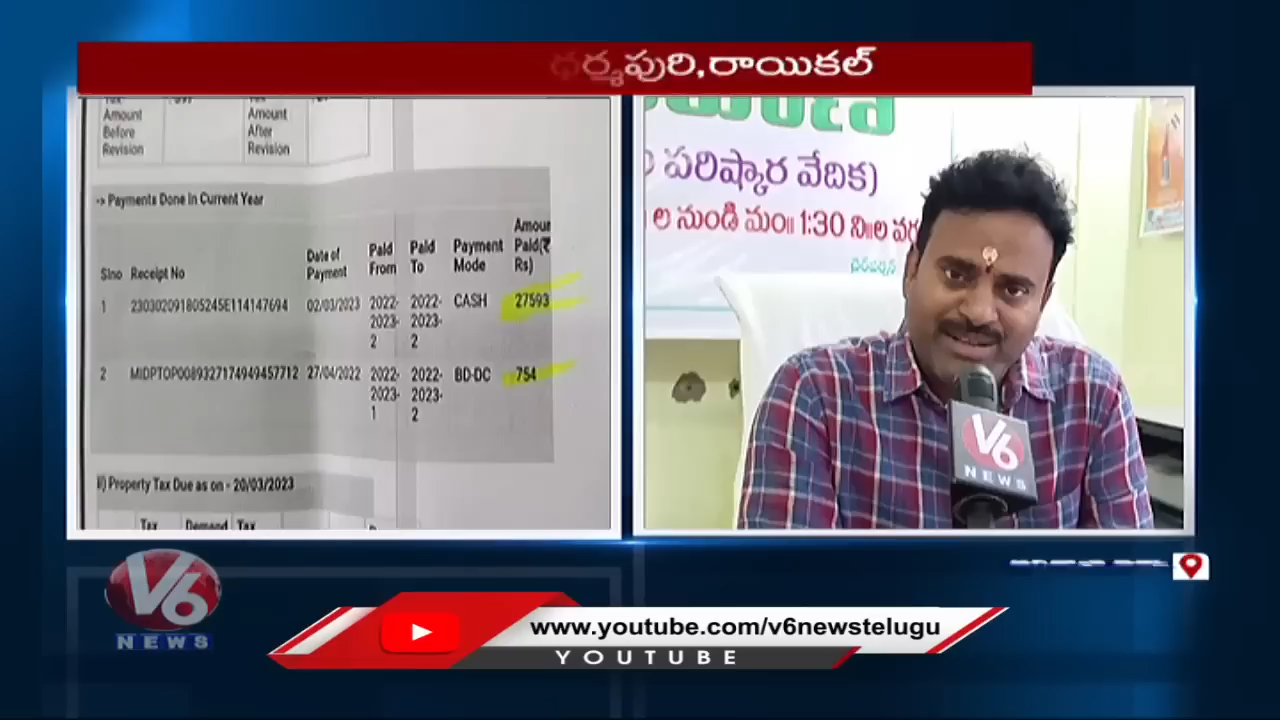 ధర్మపురి,రాయికల్
Amount Before Revision
Amount After Revision
-> Payments Done In Current Year
Slno Receipt No Date of Payment Paid From Paid To Payment Mode Amoun Paid(₹ Rs)
1 230302091805245E114147694 02/03/2023 2022-2023-2 2022-2023-2 CASH 27593
2 MIDPTOP0089327174949457712 27/04/2022 2022-2023-1 2022-2023-2 BD-DC 754
ii) Property Tax Due as on - 20/03/2023
Tax Demand Tax
పరిష్కార వేదిక)
ల నుండి మం॥ 1:30 ని॥ల వర
V6
NEWS
V6
NEWS
www.youtube.com/v6newstelugu
YOUTUBE